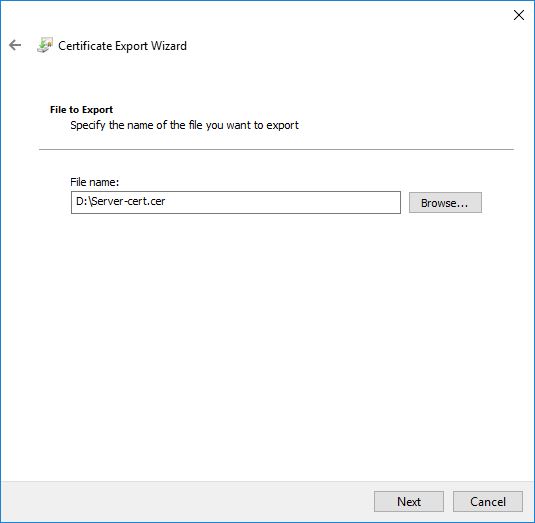 Certificate Export Wizard
File to Export
Specify the name of the file you want to export
File name:
D:\Server-cert.cer
Browse...
Next
Cancel